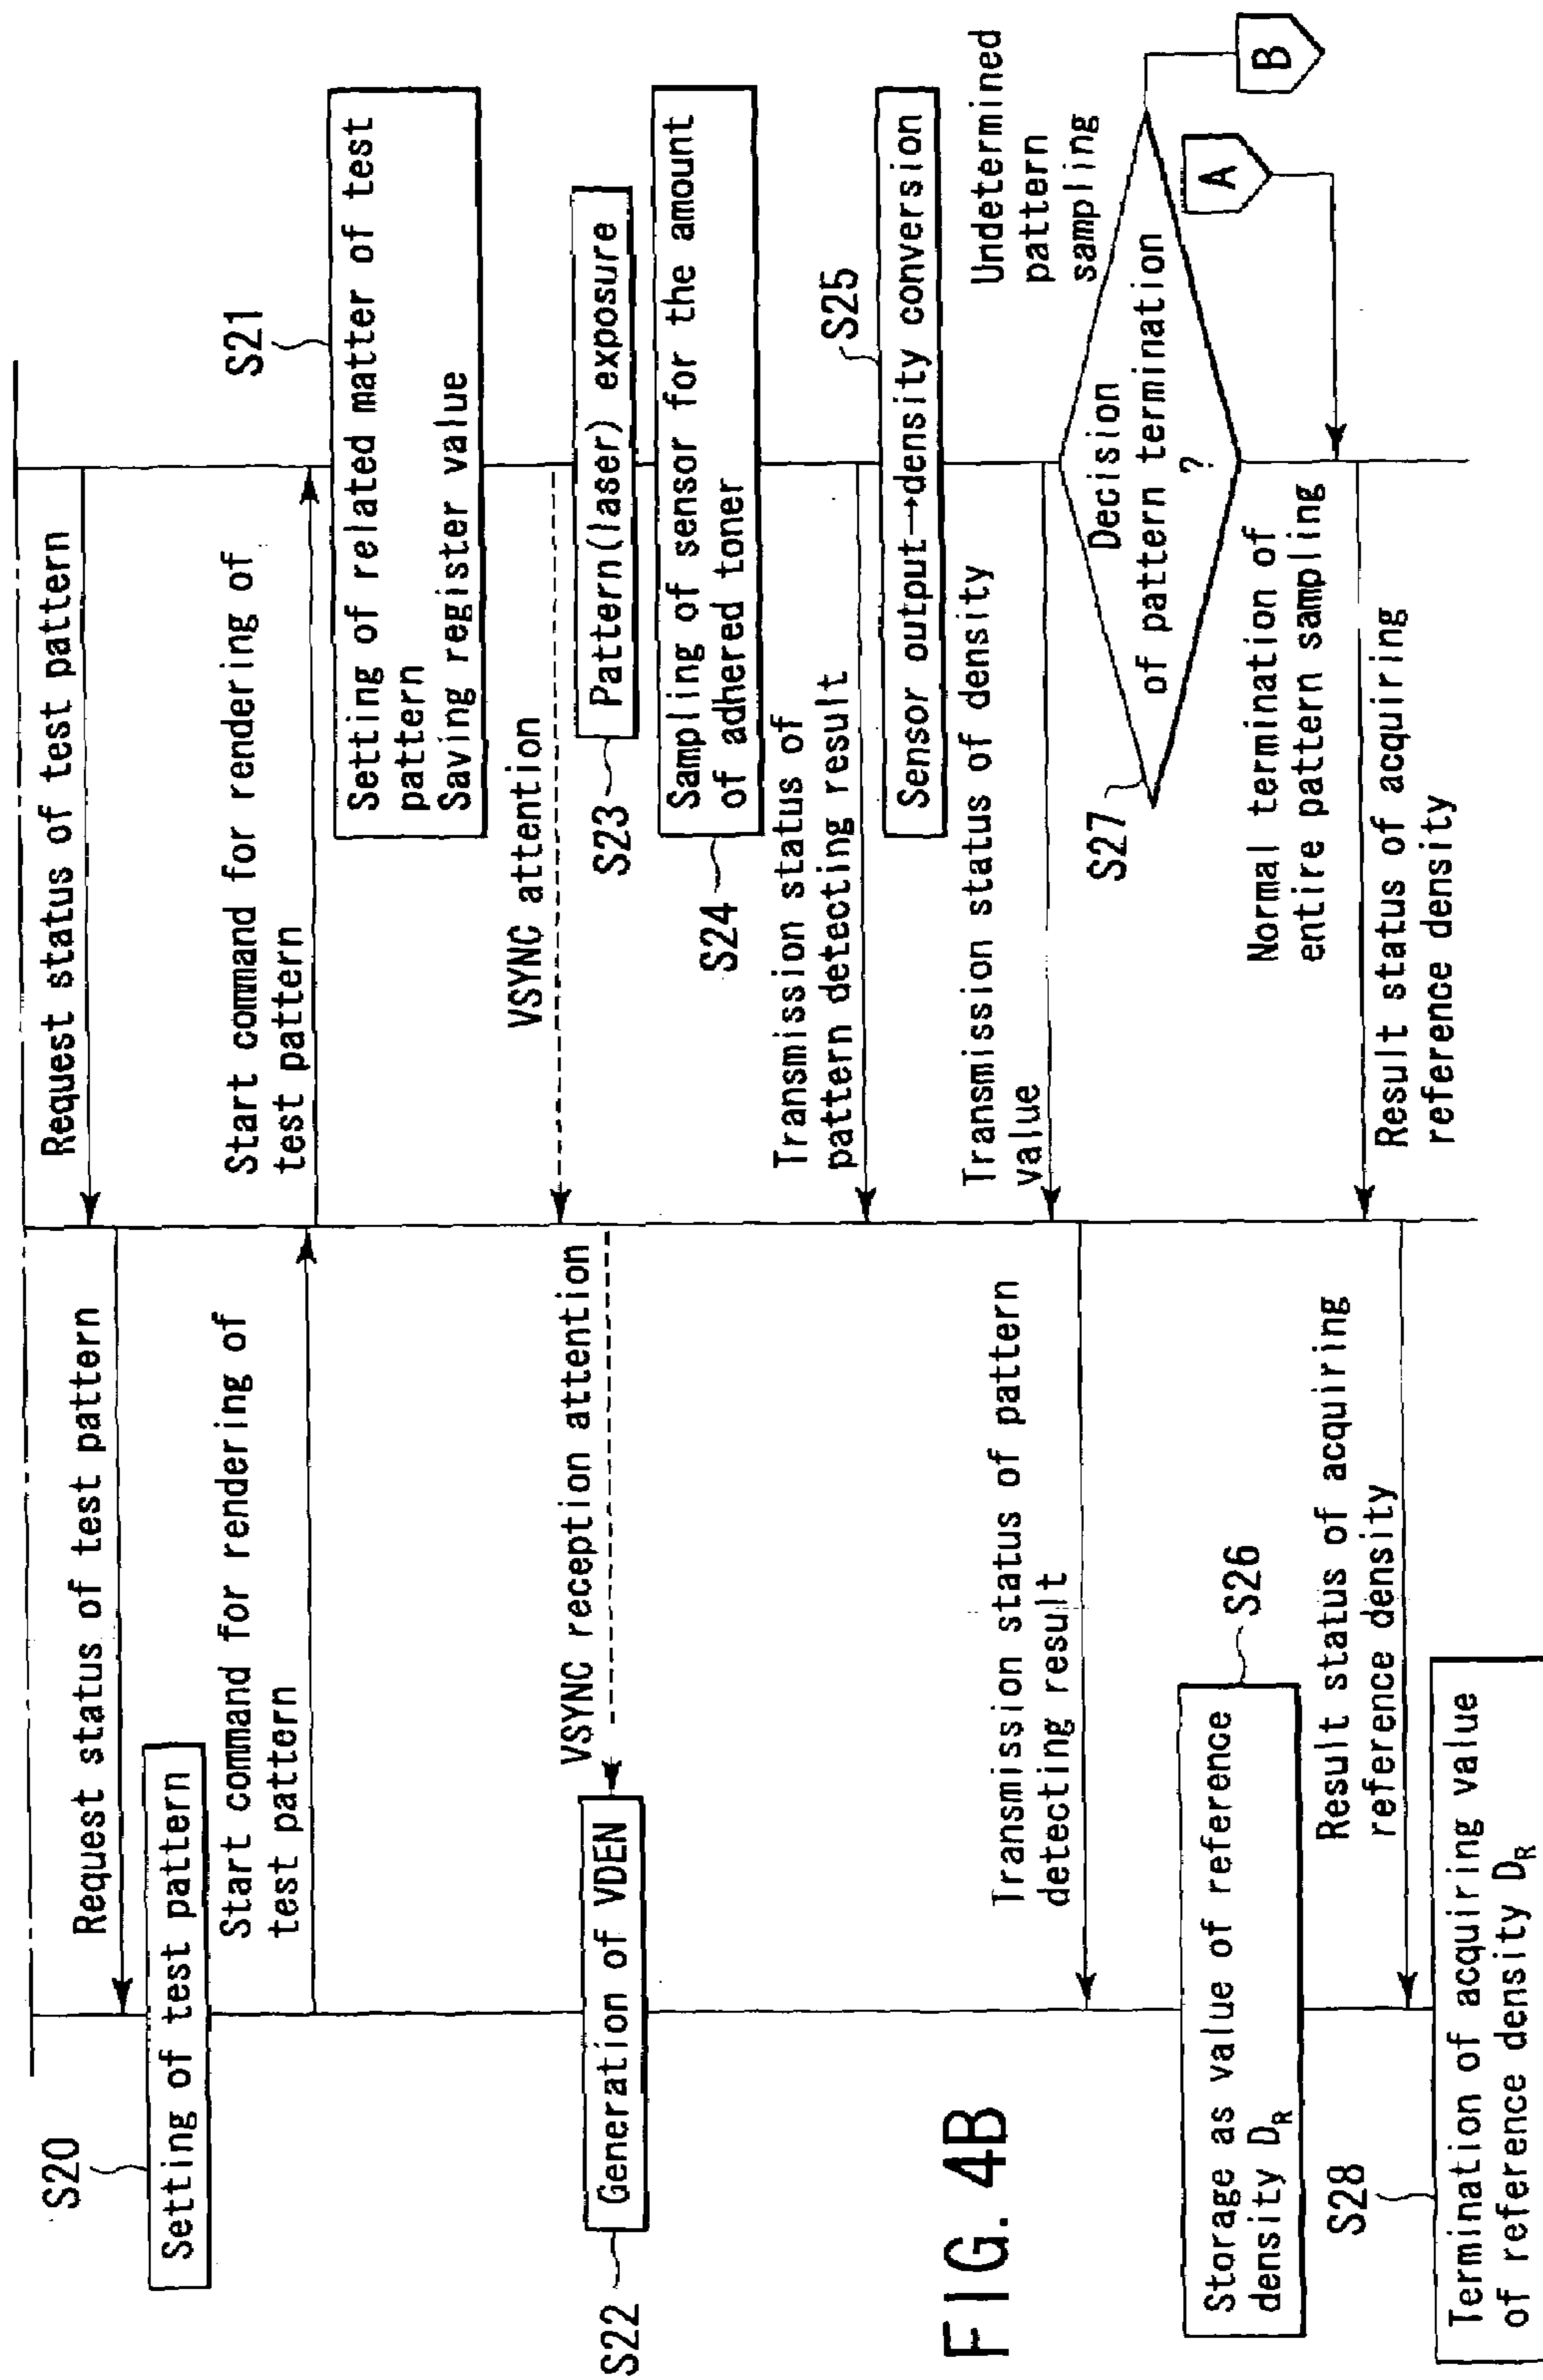 Request status of test pattern
Request status of test pattern
S20
Setting of test pattern
Start command for rendering of
test pattern
Start command for rendering of
test pattern
S21
Setting of related matter of test
pattern
Saving register value
VSYNC attention
VSYNC reception attention
S22
Generation of VDEN
S23
Pattern(laser) exposure
S24
Sampling of sensor for the amount
of adhered toner
Transmission status of
pattern detecting result
S25
Sensor output→density conversion
Transmission status of density
value
Transmission status of pattern
detecting result
S26
Storage as value of reference
density D_R
S27
Decision
of pattern termination
?
Undetermined
pattern
sampling
B
A
Normal termination of
entire pattern sampling
Result status of acquiring
reference density
Result status of acquiring
reference density
S28
Termination of acquiring value
of reference density D_R
FIG. 4B